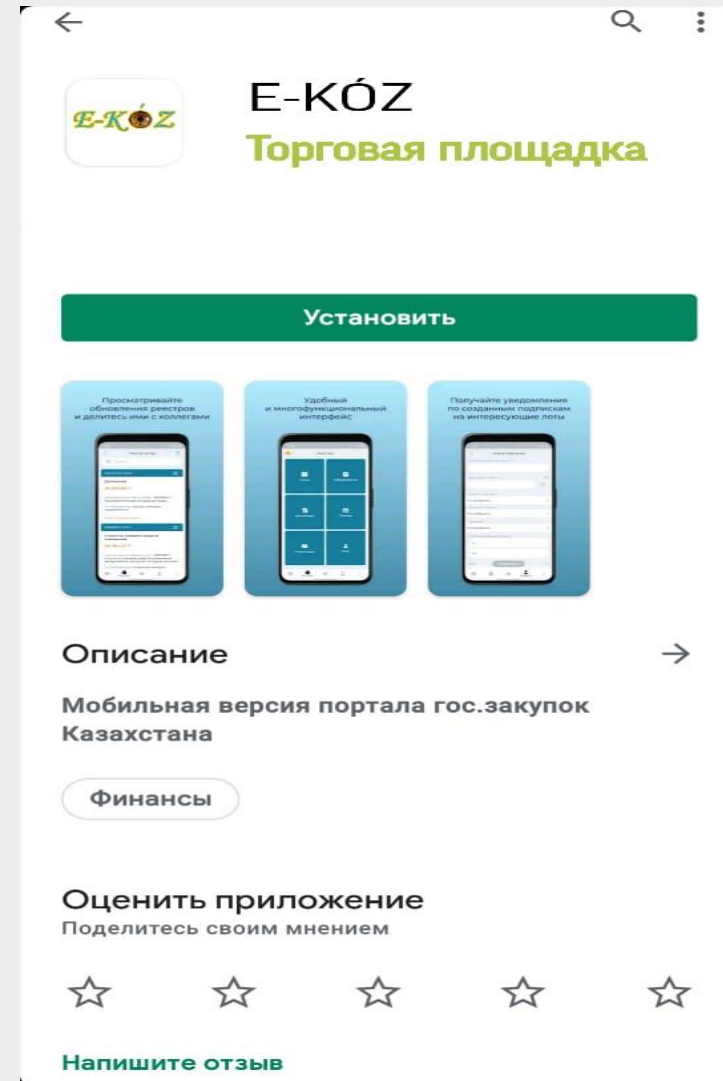 E-KÓZ
E-KÓZ
Торговая площадка
Установить
Просматривайте
обновления реестров
и делитесь ими с коллегами
Удобный
и многофункциональный
интерфейс
Получайте уведомления
по созданным подпискам
на интересующие лоты
Описание
Мобильная версия портала гос.закупок
Казахстана
Финансы
Оценить приложение
Поделитесь своим мнением
Напишите отзыв